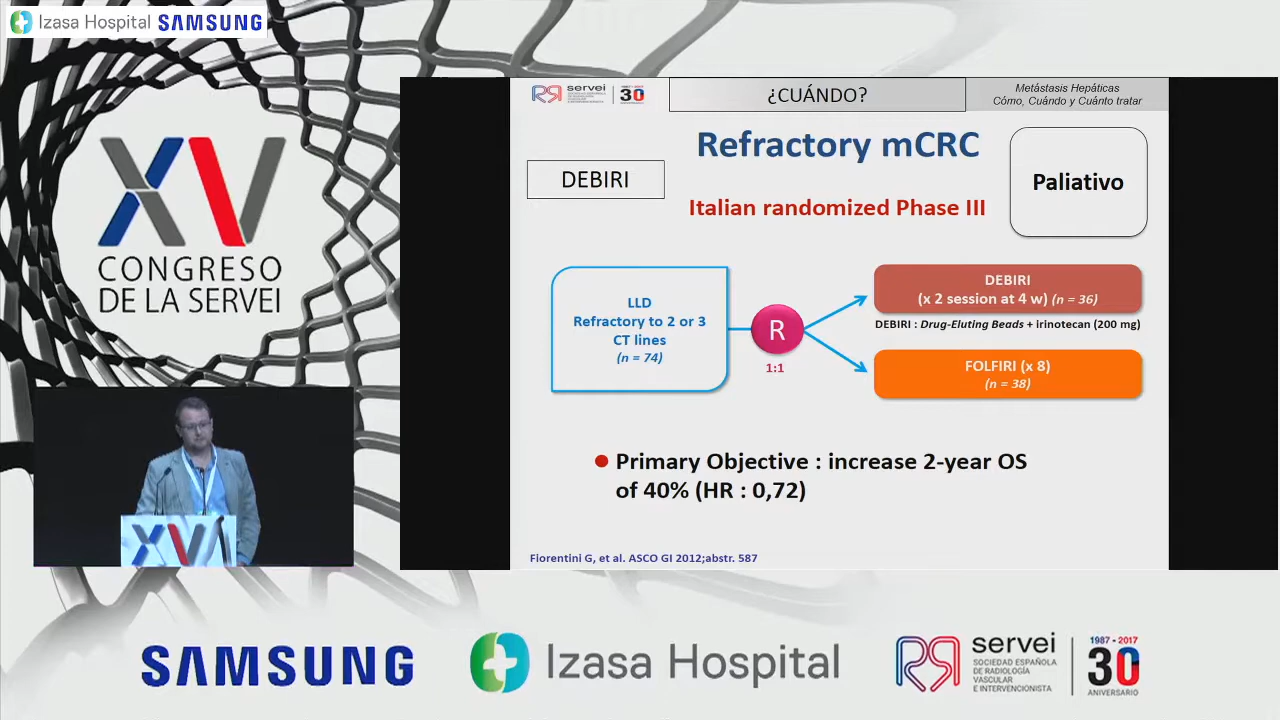 Izasa Hospital SAMSUNG
XV
CONGRESO
DE LA SERVEI
servei
30
¿CUÁNDO?
Metástasis Hepáticas
Cómo, Cuándo y Cuánto tratar
Refractory mCRC
DEBIRI
Paliativo
Italian randomized Phase III
LLD
Refractory to 2 or 3
CT lines
(n = 74)
R
1:1
DEBIRI
(x 2 session at 4 w) (n = 36)
DEBIRI : Drug-Eluting Beads + irinotecan (200 mg)
FOLFIRI (x 8)
(n = 38)
Primary Objective : increase 2-year OS
of 40% (HR : 0,72)
Fiorentini G, et al. ASCO GI 2012;abstr. 587
XV
SAMSUNG
Izasa Hospital
servei
SOCIEDAD ESPAÑOLA
DE RADIOLOGÍA
VASCULAR
E INTERVENCIONISTA
1987 - 2017
30
ANIVERSARIO